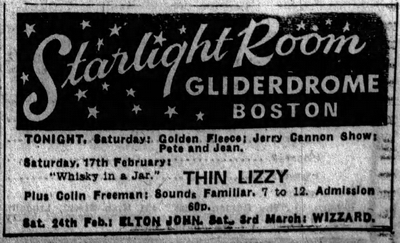 Starlight Room
GLIDERDROME
BOSTON
TONIGHT, Saturday: Golden Fleece: Jerry Cannon Show:
Pete and Jean.
Saturday, 17th February:
"Whisky in a Jar." THIN LIZZY
Plus Colin Freeman: Sounds Familiar. 7 to 12. Admission
60p.
Sat. 24th Feb.: ELTON JOHN. Sat. 3rd March: WIZZARD.